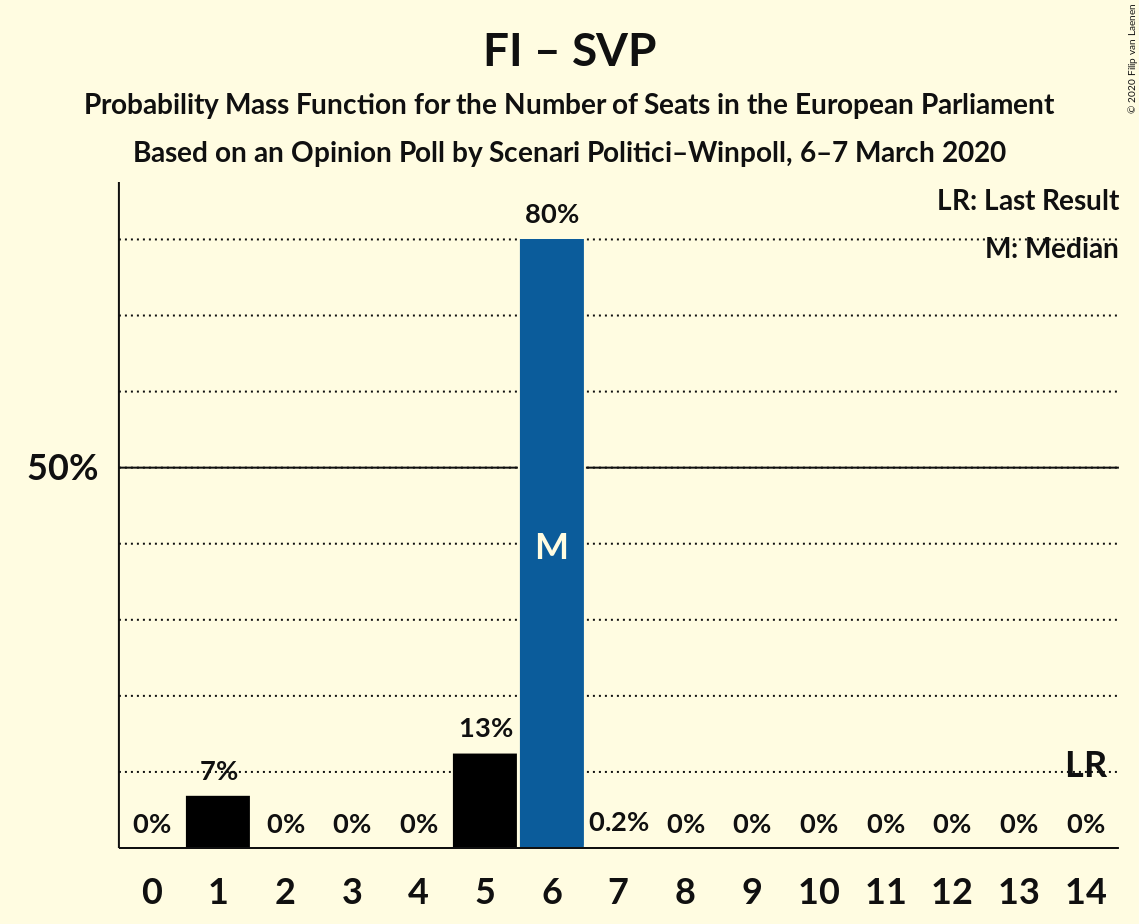 FI – SVP
Probability Mass Function for the Number of Seats in the European Parliament
Based on an Opinion Poll by Scenari Politici–Winpoll, 6–7 March 2020
© 2020 Filip van Laenen
LR: Last Result
M: Median
80%
50%
M
13%
7%
LR
0% 0% 0% 0% 0.2% 0% 0% 0% 0% 0% 0% 0%
0 1 2 3 4 5 6 7 8 9 10 11 12 13 14